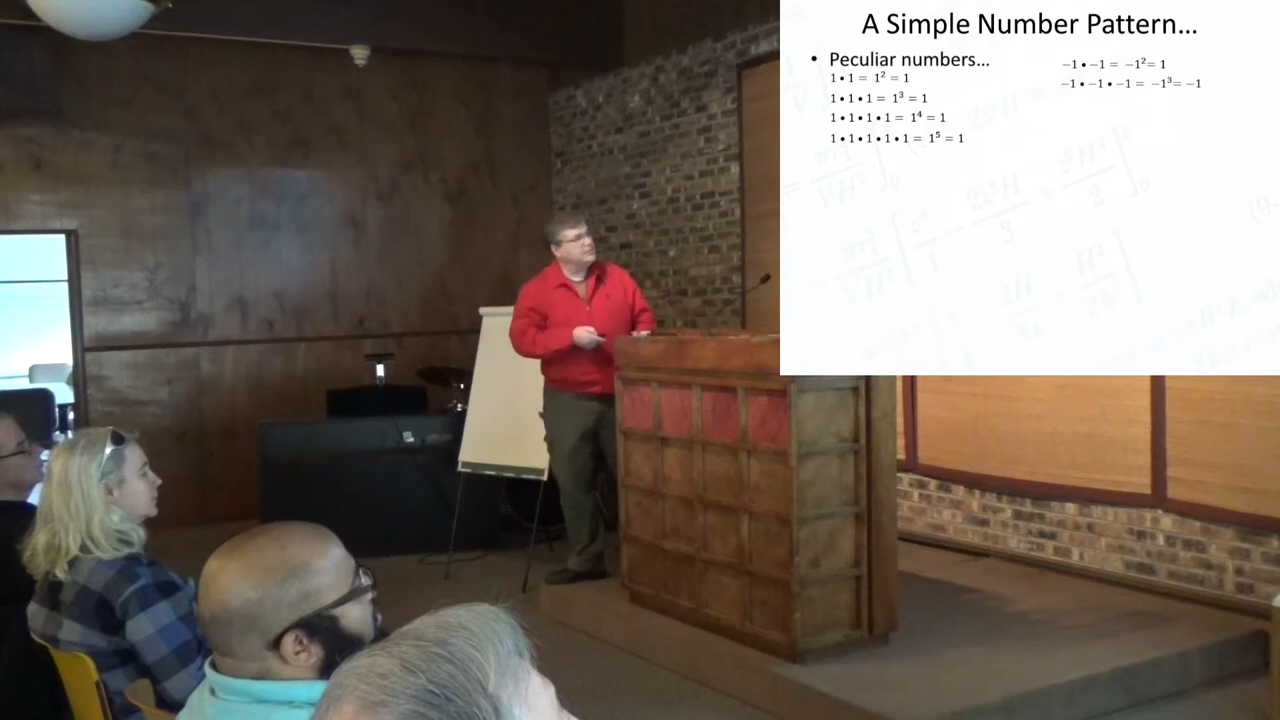 A Simple Number Pattern…
• Peculiar numbers…
1 • 1 = 1² = 1
1 • 1 • 1 = 1³ = 1
1 • 1 • 1 • 1 = 1⁴ = 1
1 • 1 • 1 • 1 • 1 = 1⁵ = 1
−1 • −1 = −1²= 1
−1 • −1 • −1 = −1³= −1